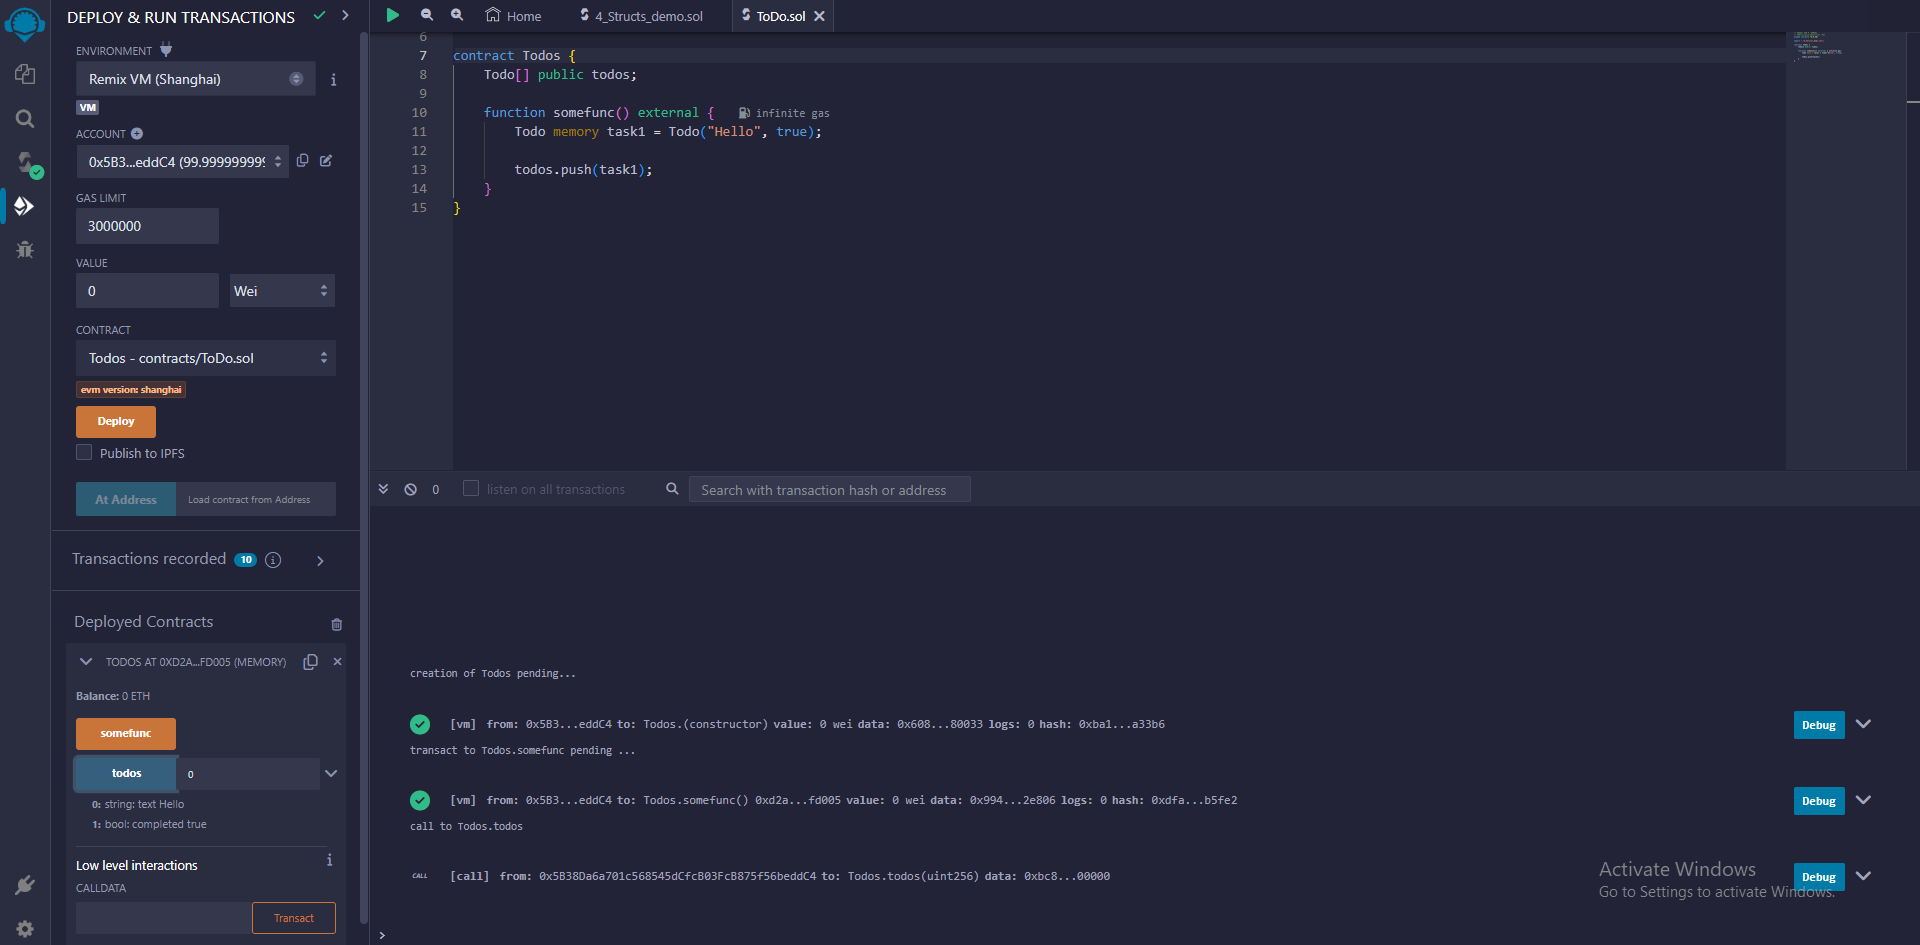 DEPLOY & RUN TRANSACTIONS
ENVIRONMENT
Remix VM (Shanghai)
VM
ACCOUNT
0x5B3...eddC4 (99.9999999999
GAS LIMIT
3000000
VALUE
0
Wei
CONTRACT
Todos - contracts/ToDo.sol
evm version: shanghai
Deploy
Publish to IPFS
At Address
Load contract from Address
Transactions recorded 10
Deployed Contracts
TODOS AT 0XD2A...FD005 (MEMORY)
Balance: 0 ETH
somefunc
todos 0
0: string: text Hello
1: bool: completed true
Low level interactions
CALLDATA
Transact
Home
4_Structs_demo.sol
ToDo.sol
6
7 contract Todos {
8 Todo[] public todos;
9
10 function somefunc() external { infinite gas
11 Todo memory task1 = Todo("Hello", true);
12
13 todos.push(task1);
14 }
15 }
0 listen on all transactions Search with transaction hash or address
creation of Todos pending...
[vm] from: 0x5B3...eddC4 to: Todos.(constructor) value: 0 wei data: 0x608...80033 logs: 0 hash: 0xba1...a33b6 Debug
transact to Todos.somefunc pending ...
[vm] from: 0x5B3...eddC4 to: Todos.somefunc() 0xd2a...fd005 value: 0 wei data: 0x994...2e806 logs: 0 hash: 0xdfa...b5fe2 Debug
call to Todos.todos
CALL [call] from: 0x5B38Da6a701c568545dCfcB03FcB875f56beddC4 to: Todos.todos(uint256) data: 0xbc8...00000 Debug
Activate Windows
Go to Settings to activate Windows.
>